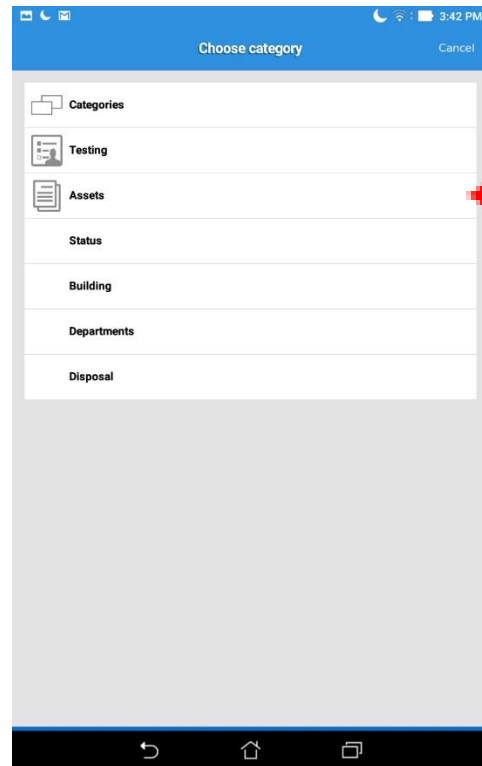 3:42 PM
Choose category
Cancel
Categories
Testing
Assets
Status
Building
Departments
Disposal